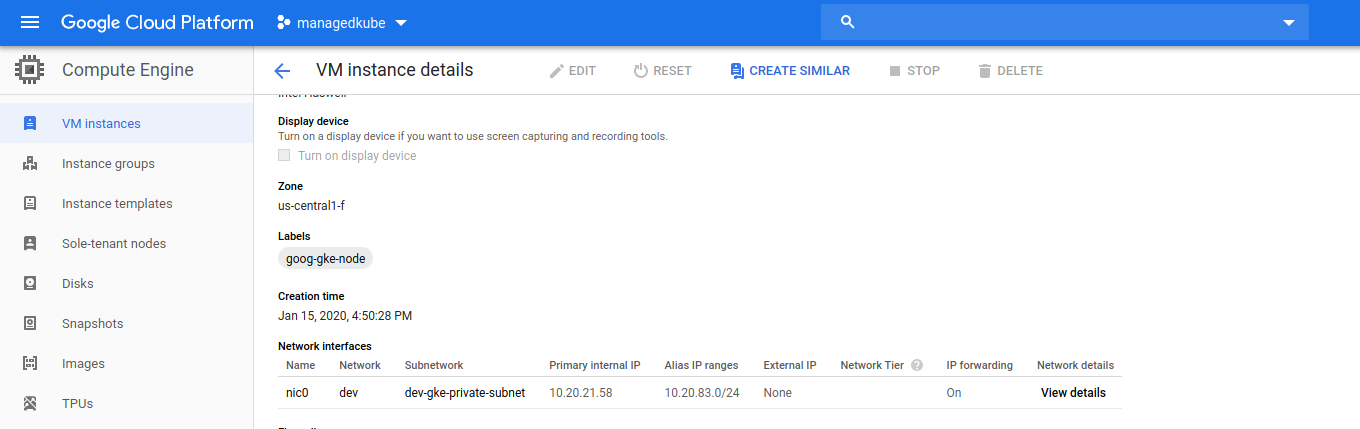 Google Cloud Platform managedkube
Compute Engine
VM instance details EDIT RESET CREATE SIMILAR STOP DELETE
VM instances
Instance groups
Instance templates
Sole-tenant nodes
Disks
Snapshots
Images
TPUs
Intel Haswell
Display device
Turn on a display device if you want to use screen capturing and recording tools.
Turn on display device
Zone
us-central1-f
Labels
goog-gke-node
Creation time
Jan 15, 2020, 4:50:28 PM
Network interfaces
Name Network Subnetwork Primary internal IP Alias IP ranges External IP Network Tier ? IP forwarding Network details
nic0 dev dev-gke-private-subnet 10.20.21.58 10.20.83.0/24 None On View details